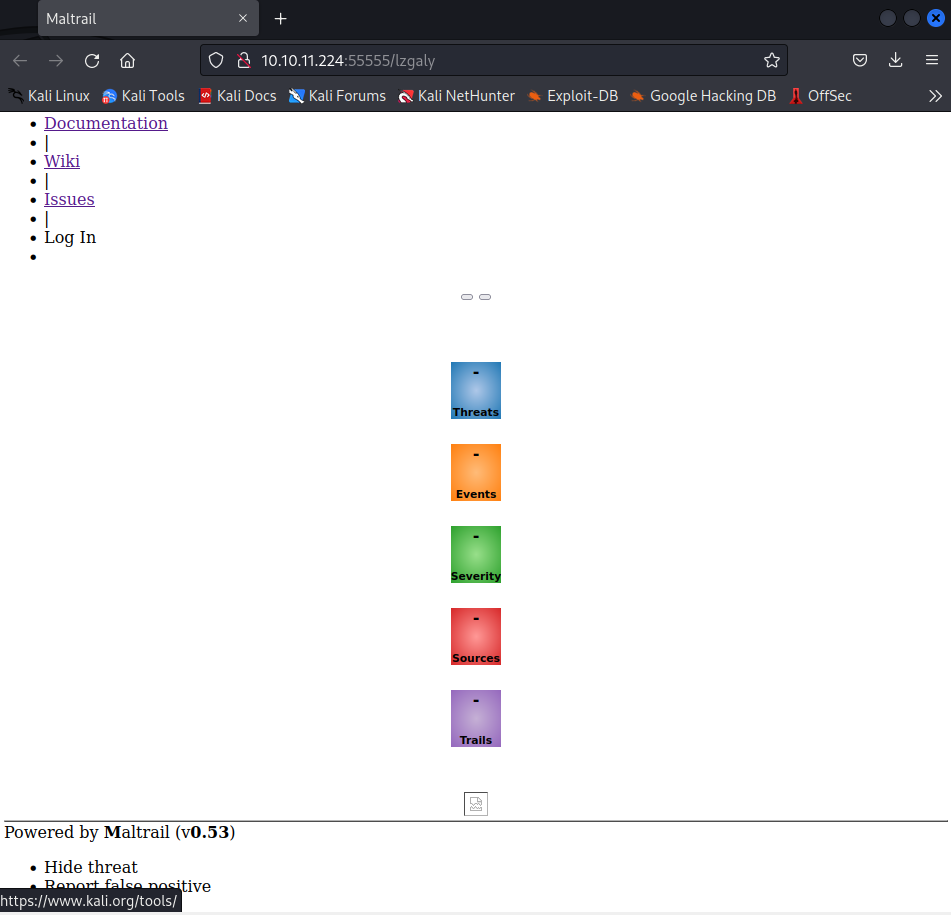 Maltrail
10.10.11.224:55555/lzgaly
Kali Linux Kali Tools Kali Docs Kali Forums Kali NetHunter Exploit-DB Google Hacking DB OffSec
Documentation
|
Wiki
|
Issues
|
Log In
-
Threats
-
Events
-
Severity
-
Sources
-
Trails
Powered by Maltrail (v0.53)
Hide threat
Report false positive
https://www.kali.org/tools/